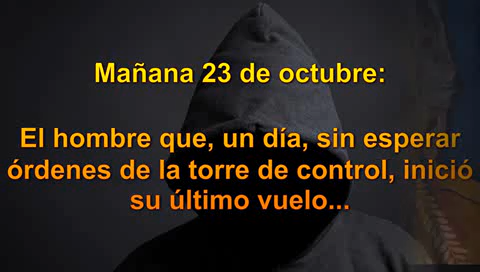 Mañana 23 de octubre:
El hombre que, un día, sin esperar
órdenes de la torre de control, inició
su último vuelo...